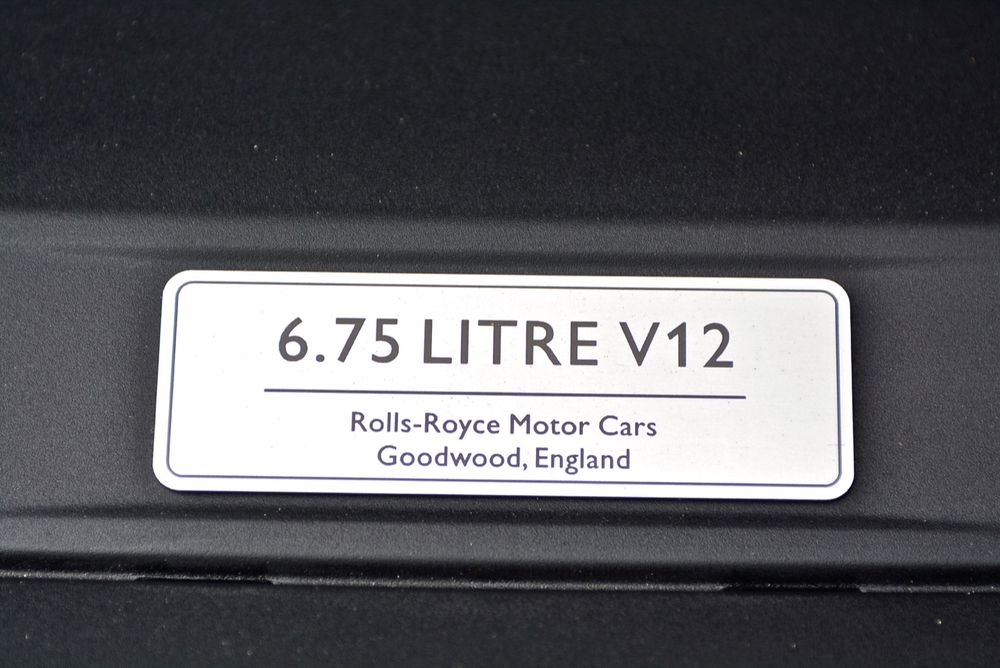 6.75 LITRE V12
Rolls-Royce Motor Cars
Goodwood, England